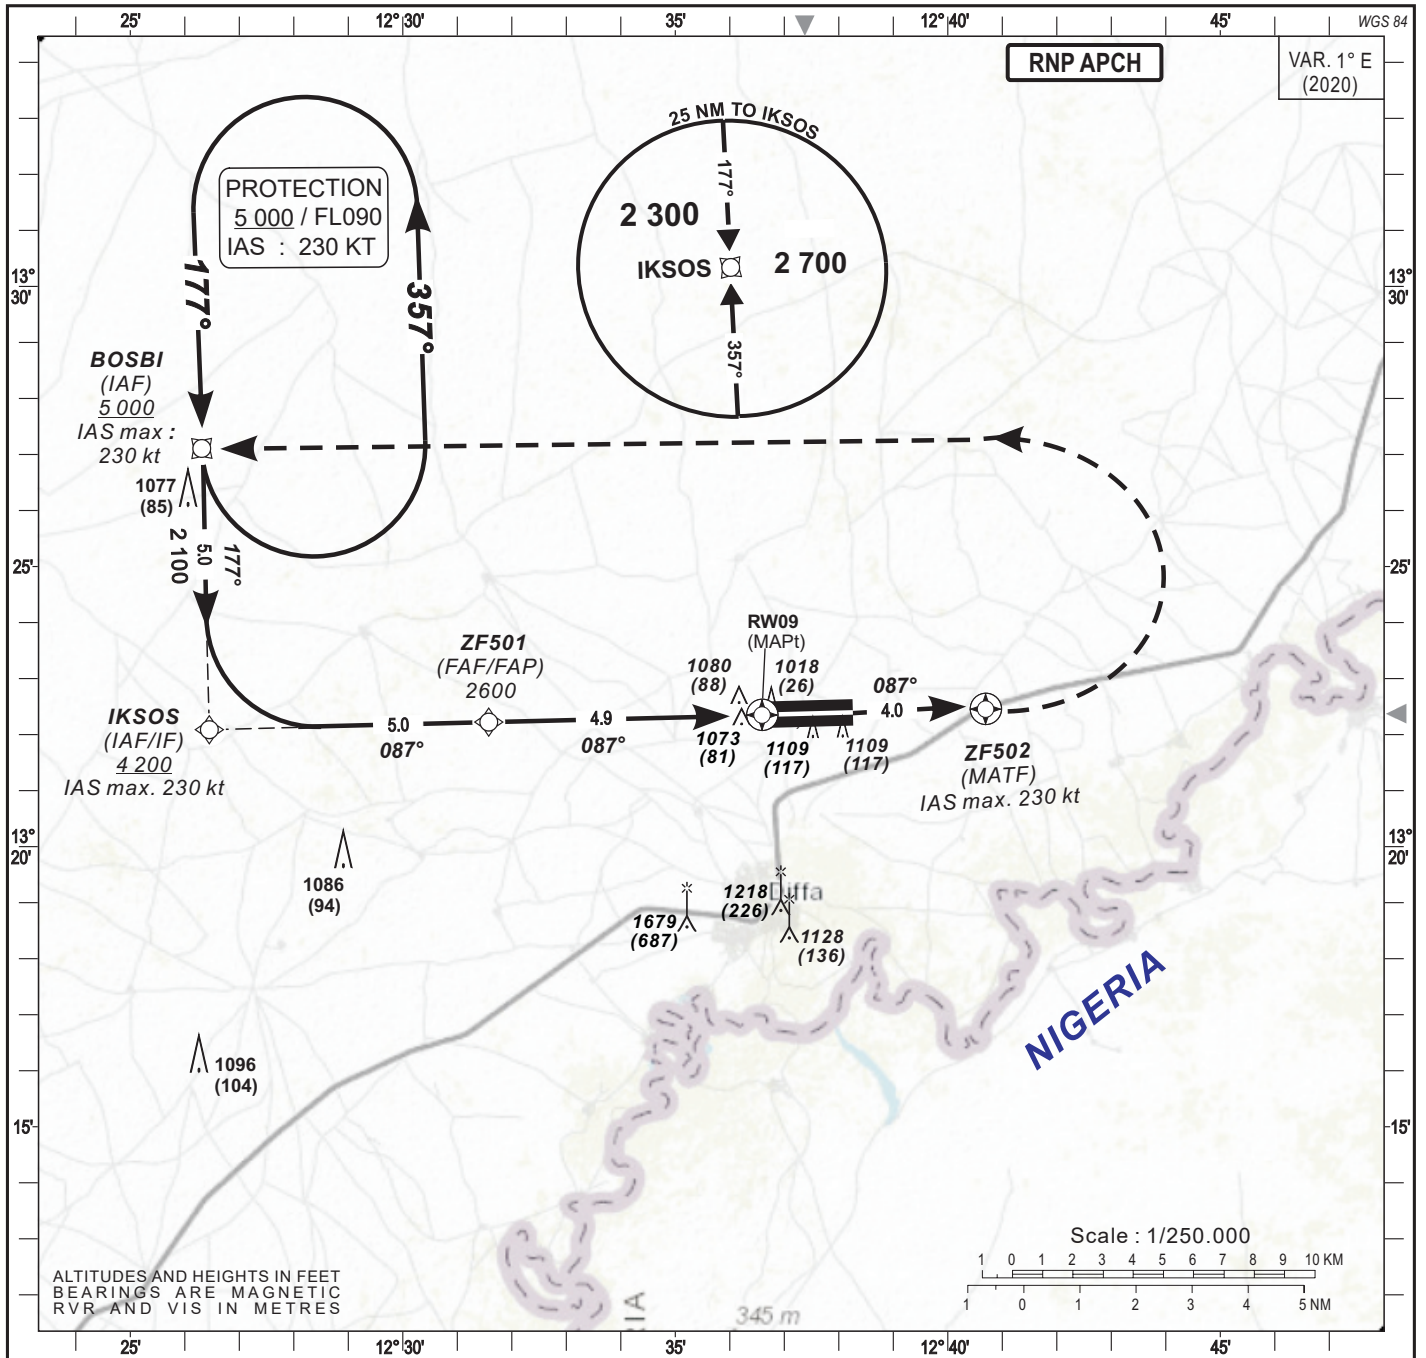 25'
12° 30'
35'
12° 40'
45'
WGS 84
RNP APCH
VAR. 1° E
(2020)
25 NM TO IKSOS
177°
2 300
IKSOS
2 700
357°
PROTECTION
5 000 / FL090
IAS : 230 KT
177°
357°
13°
30'
13°
30'
BOSBI
(IAF)
5 000
IAS max :
230 kt
1077
(85)
2 100
5.0
177°
25'
25'
ZF501
(FAF/FAP)
2600
RW09
(MAPt)
1080
(88)
1018
(26)
087°
4.0
IKSOS
(IAF/IF)
4 200
IAS max. 230 kt
5.0
087°
4.9
087°
1073
(81)
1109
(117)
1109
(117)
ZF502
(MATF)
IAS max. 230 kt
13°
20'
13°
20'
1086
(94)
1679
(687)
1218
(226)
Diffa
1128
(136)
NIGERIA
1096
(104)
15'
15'
Scale : 1/250.000
1 0 1 2 3 4 5 6 7 8 9 10 KM
1 0 1 2 3 4 5 NM
ALTITUDES AND HEIGHTS IN FEET
BEARINGS ARE MAGNETIC
RVR AND VIS IN METRES
RIA
345 m
25'
12° 30'
35'
12° 40'
45'